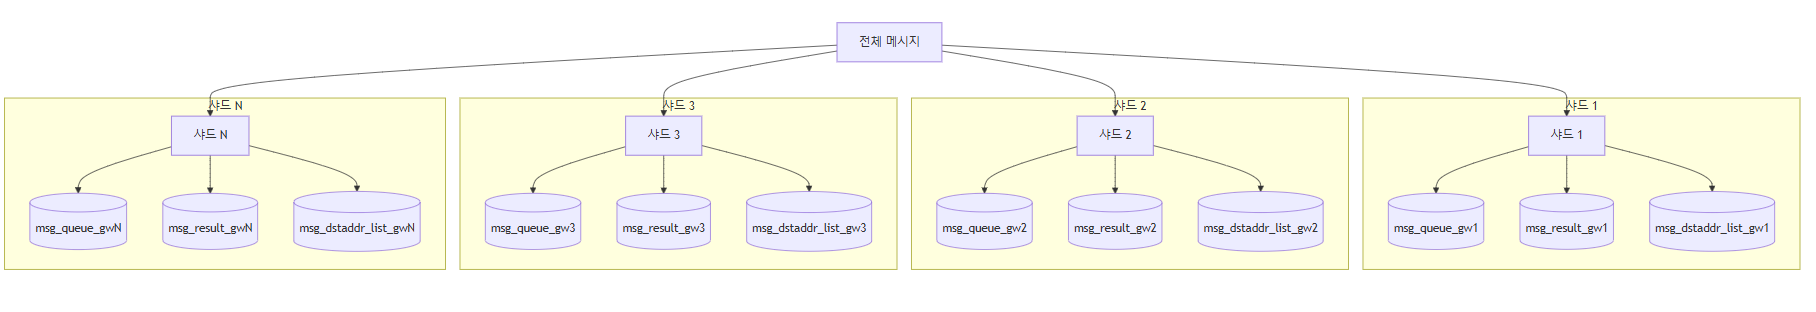 전체 메시지
샤드 N
샤드 3
샤드 2
샤드 1
샤드 N
샤드 3
샤드 2
샤드 1
msg_queue_gwN
msg_result_gwN
msg_dstaddr_list_gwN
msg_queue_gw3
msg_result_gw3
msg_dstaddr_list_gw3
msg_queue_gw2
msg_result_gw2
msg_dstaddr_list_gw2
msg_queue_gw1
msg_result_gw1
msg_dstaddr_list_gw1